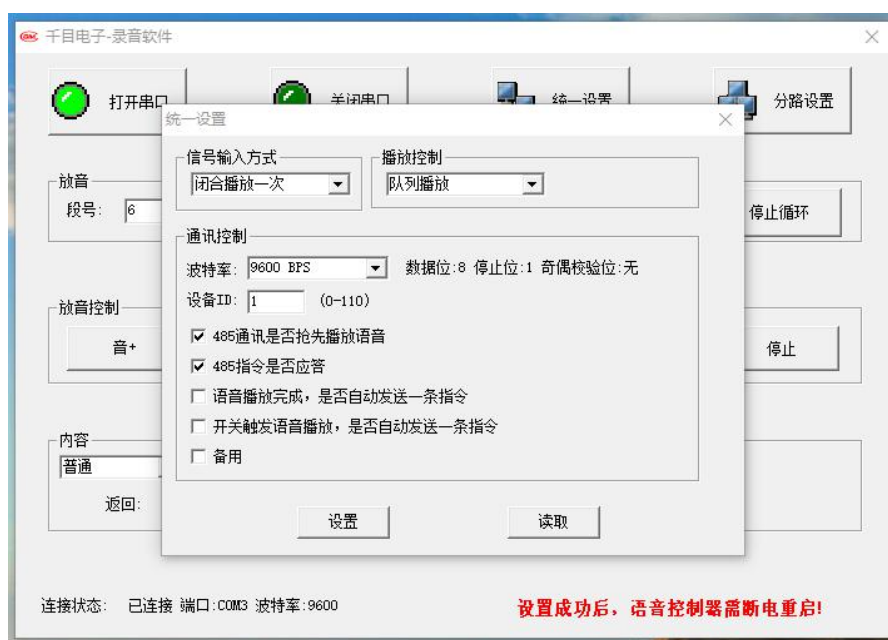 千目电子-录音软件
打开串口 关闭串口 统一设置 分路设置
统一设置
信号输入方式 播放控制
闭合播放一次 队列播放
放音
段号: 6 停止循环
通讯控制
波特率: 9600 BPS 数据位:8 停止位:1 奇偶校验位:无
设备ID: 1 (0-110)
放音控制
485通讯是否抢先播放语音
音+ 停止
485指令是否应答
语音播放完成，是否自动发送一条指令
开关触发语音播放，是否自动发送一条指令
内容
普通
备用
返回:
设置 读取
连接状态: 已连接 端口:COM3 波特率:9600 设置成功后，语音控制器需断电重启!